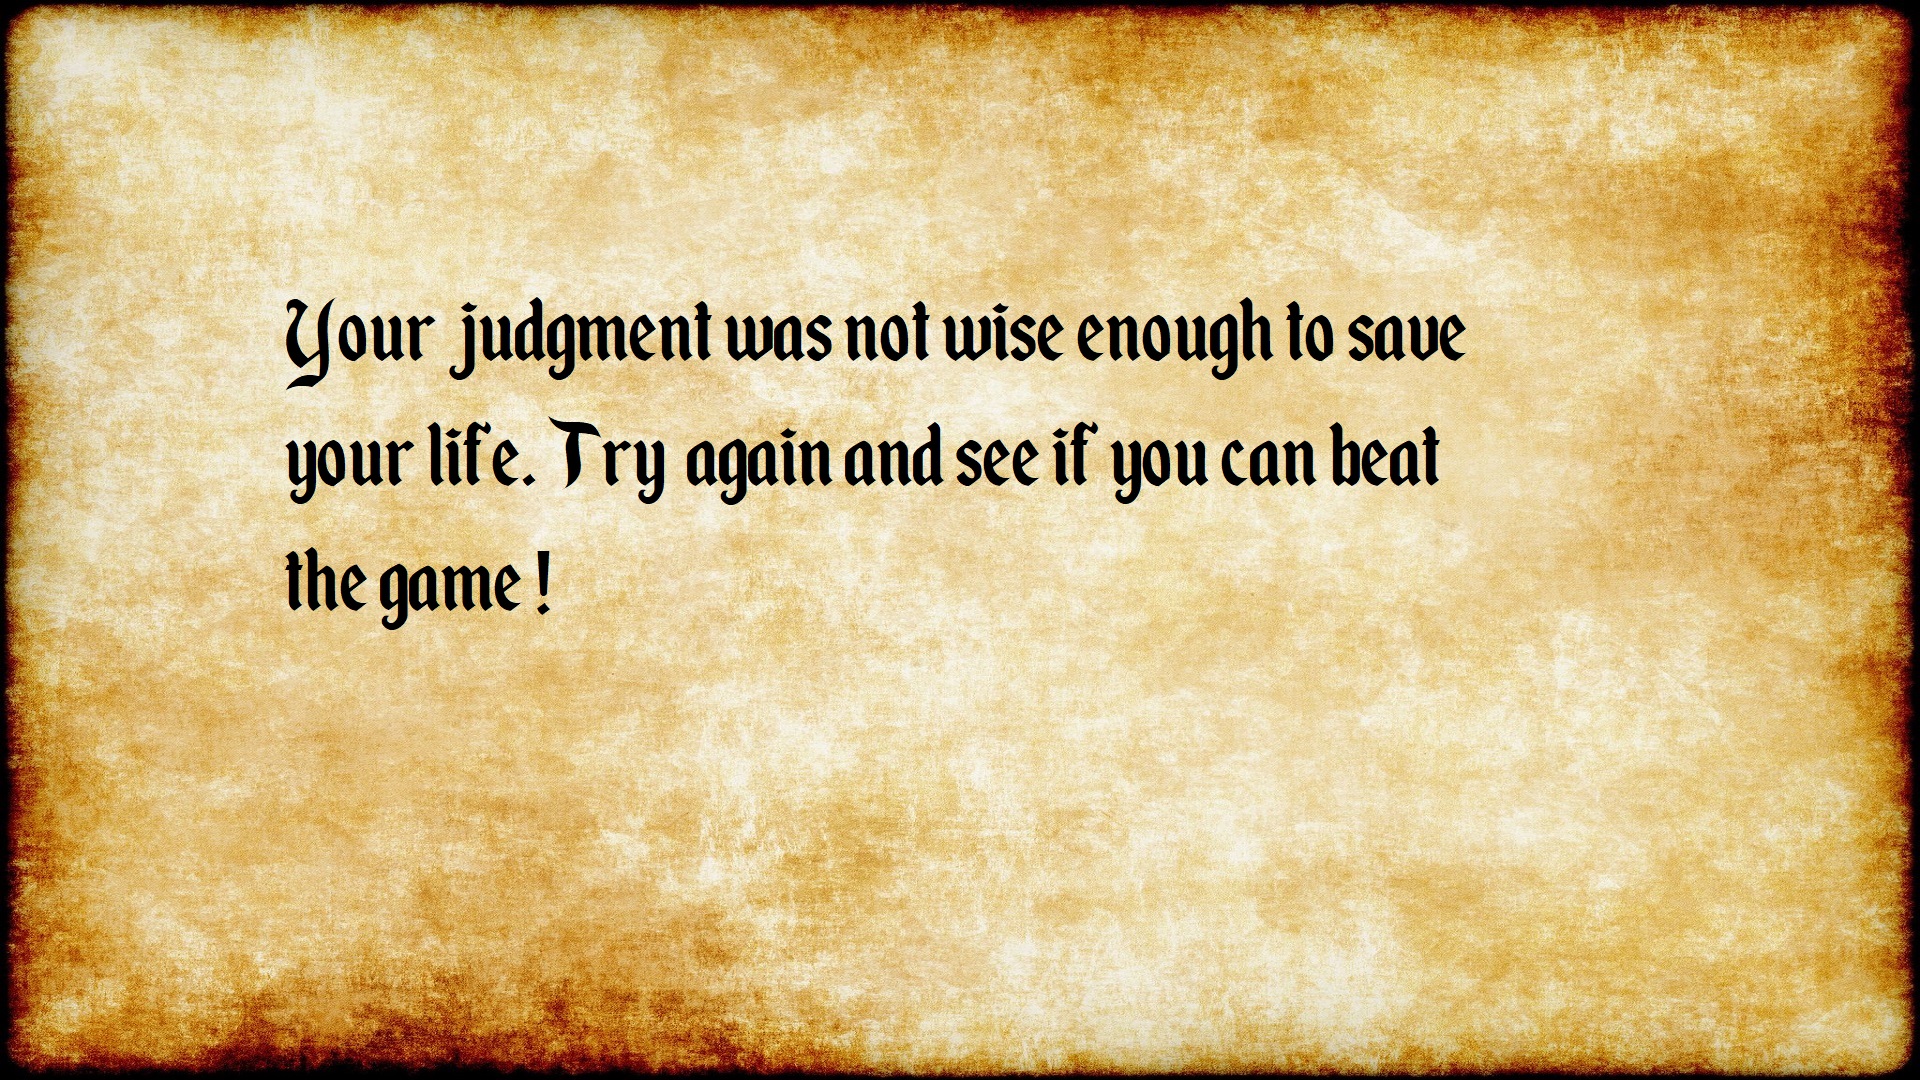 Your judgment was not wise enough to save
your life. Try again and see if you can beat
the game !